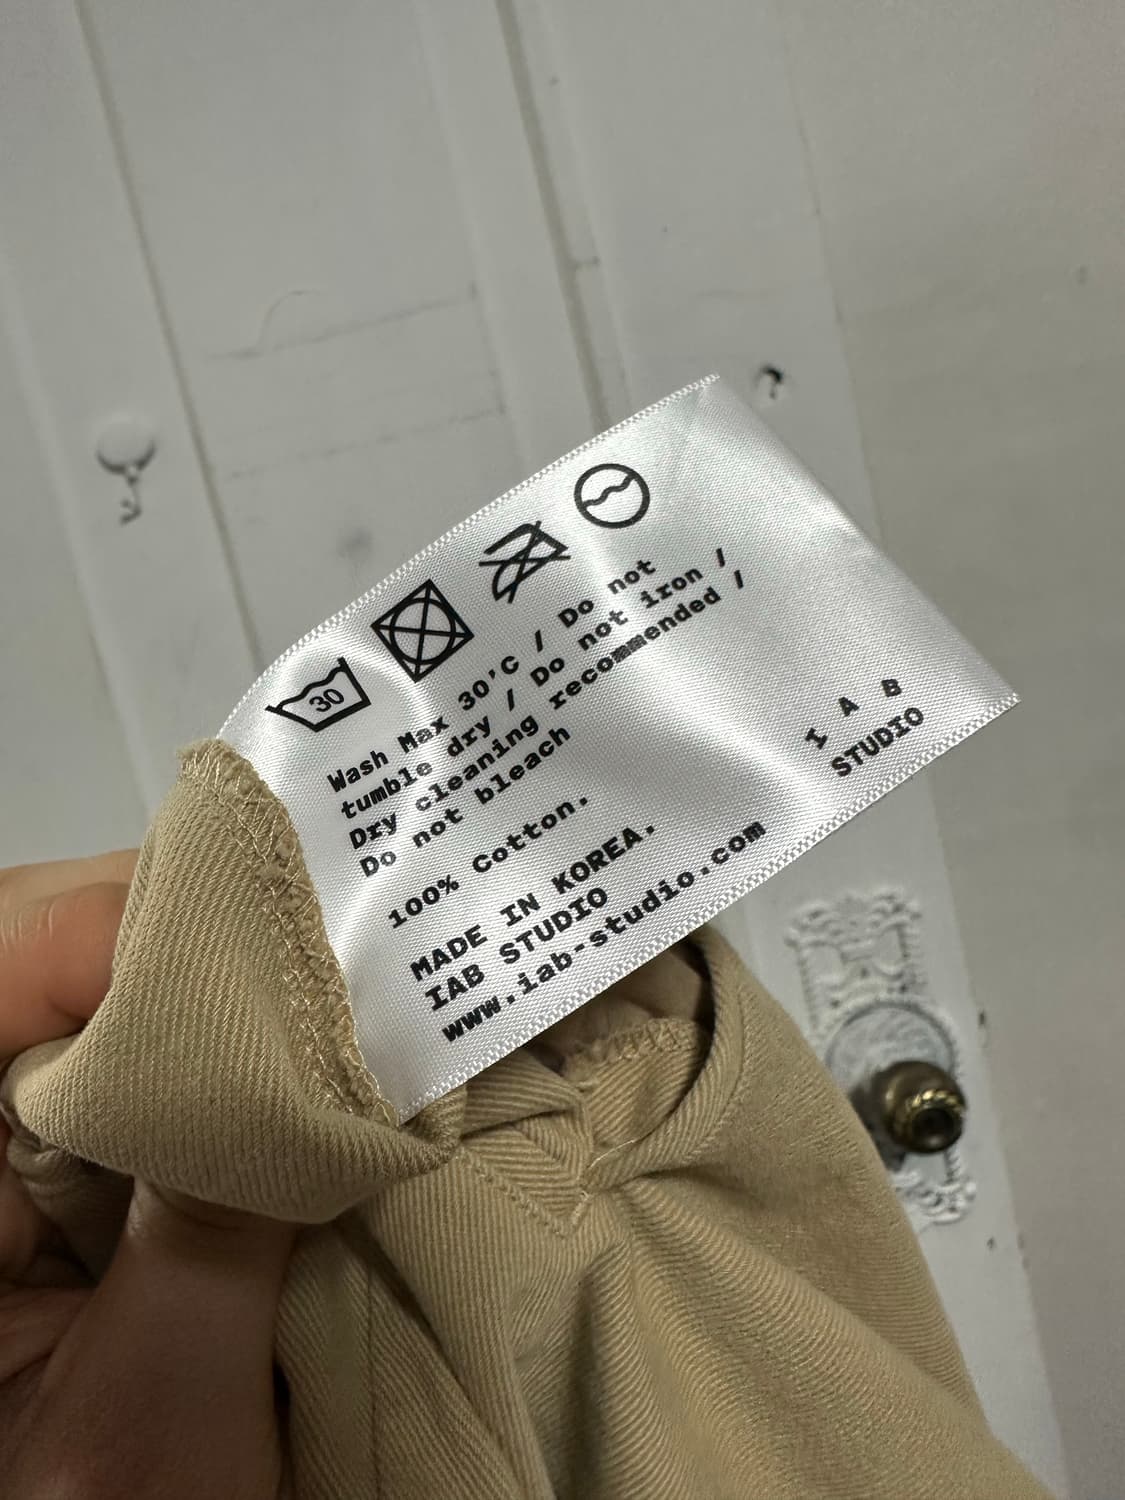 30
Wash Max 30'C / Do not
tumble dry / Do not iron /
Dry cleaning recommended /
Do not bleach
100% Cotton.
MADE IN KOREA.
IAB STUDIO
www.iab-studio.com
I A B
STUDIO